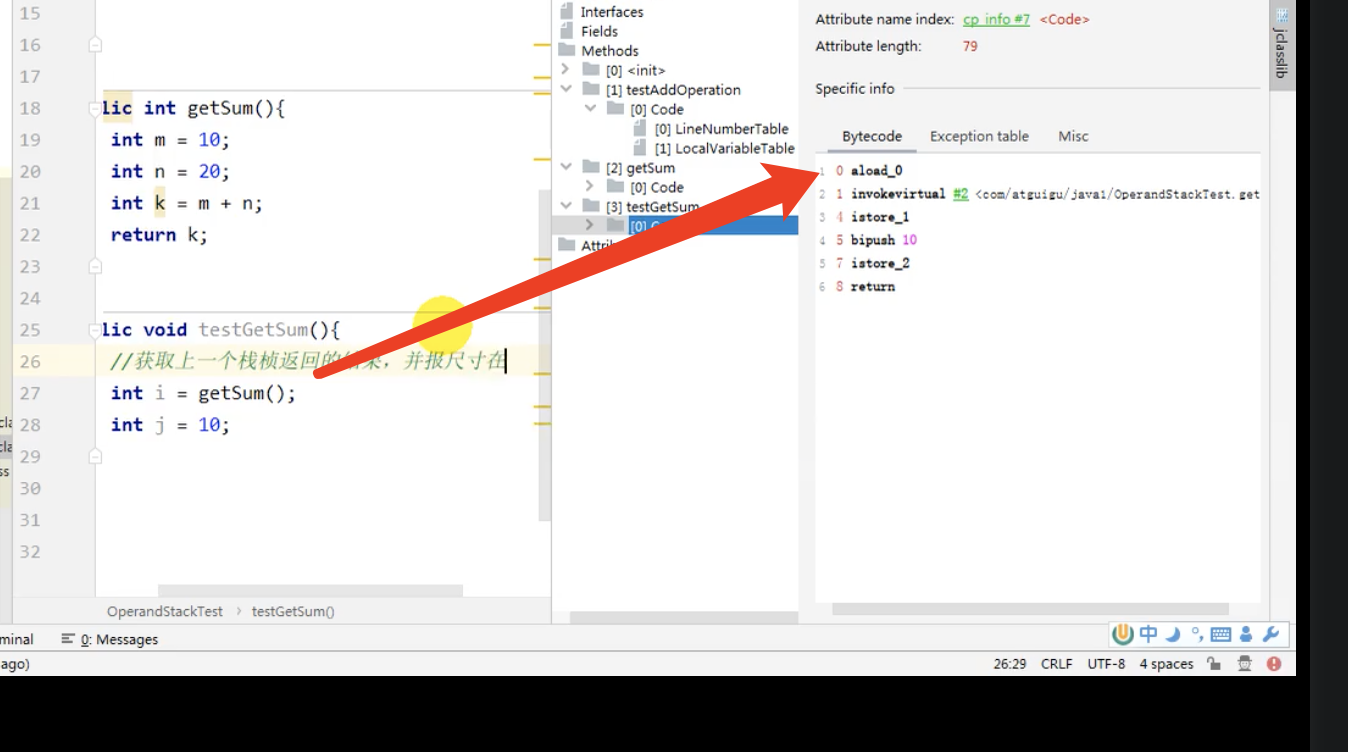 15
16
17
18 lic int getSum(){
19 int m = 10;
20 int n = 20;
21 int k = m + n;
22 return k;
23
24
25 lic void testGetSum(){
26 //获取上一个栈桢返回的结果，并报尺寸在
27 int i = getSum();
28 int j = 10;
29
30
31
32
cla
cla
ss
OperandStackTest › testGetSum()
Interfaces
Fields
Methods
[0] <init>
[1] testAddOperation
[0] Code
[0] LineNumberTable
[1] LocalVariableTable
[2] getSum
[0] Code
[3] testGetSum
[0]
Attribute name index: cp_info #7 <Code>
Attribute length: 79
Specific info
Bytecode Exception table Misc
1 0 aload_0
2 1 invokevirtual #2 <com/atguigu/java1/OperandStackTest.get
3 4 istore_1
4 5 bipush 10
5 7 istore_2
6 8 return
jclasslib
minal 0: Messages
中
ago) 26:29 CRLF UTF-8 4 spaces